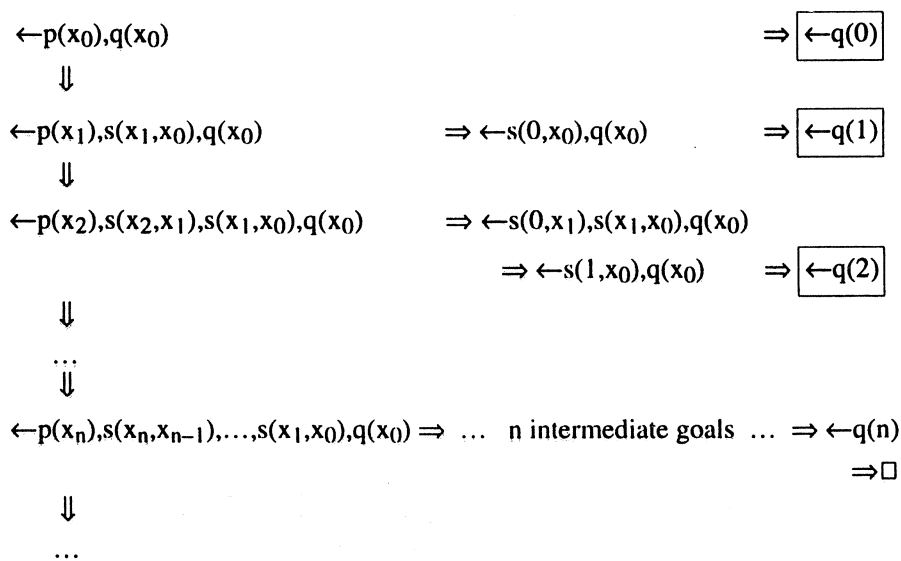 ←p(x₀),q(x₀) ⇒ ←q(0)
⇓
←p(x₁),s(x₁,x₀),q(x₀) ⇒ ←s(0,x₀),q(x₀) ⇒ ←q(1)
⇓
←p(x₂),s(x₂,x₁),s(x₁,x₀),q(x₀) ⇒ ←s(0,x₁),s(x₁,x₀),q(x₀)
⇒ ←s(1,x₀),q(x₀) ⇒ ←q(2)
⇓
...
⇓
←p(xₙ),s(xₙ,xₙ₋₁),...,s(x₁,x₀),q(x₀) ⇒ ... n intermediate goals ... ⇒ ←q(n)
⇒□
⇓
...